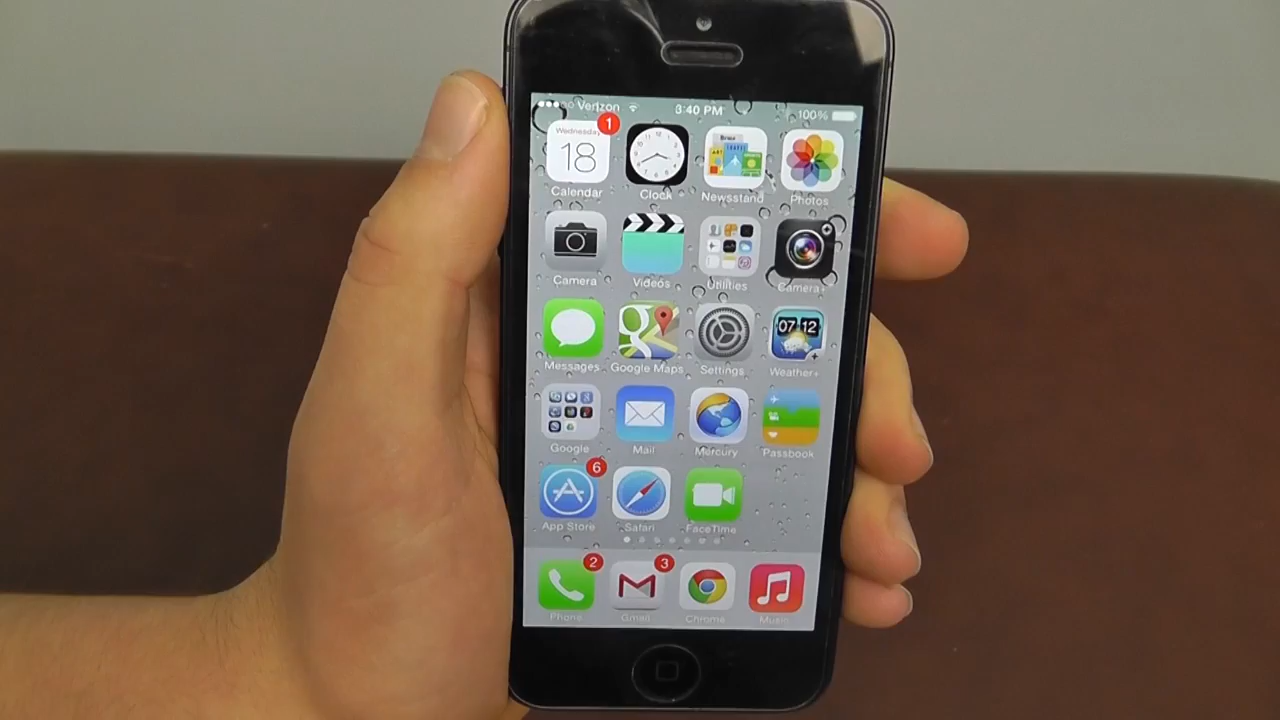 Verizon 3:40 PM 100%
1
Wednesday
18
Calendar Clock Newsstand Photos
Camera Videos Utilities Camera+
07 12
Messages Google Maps Settings Weather+
Google Mail Mercury Passbook
6
App Store Safari FaceTime
2 3
Phone Gmail Chrome Music